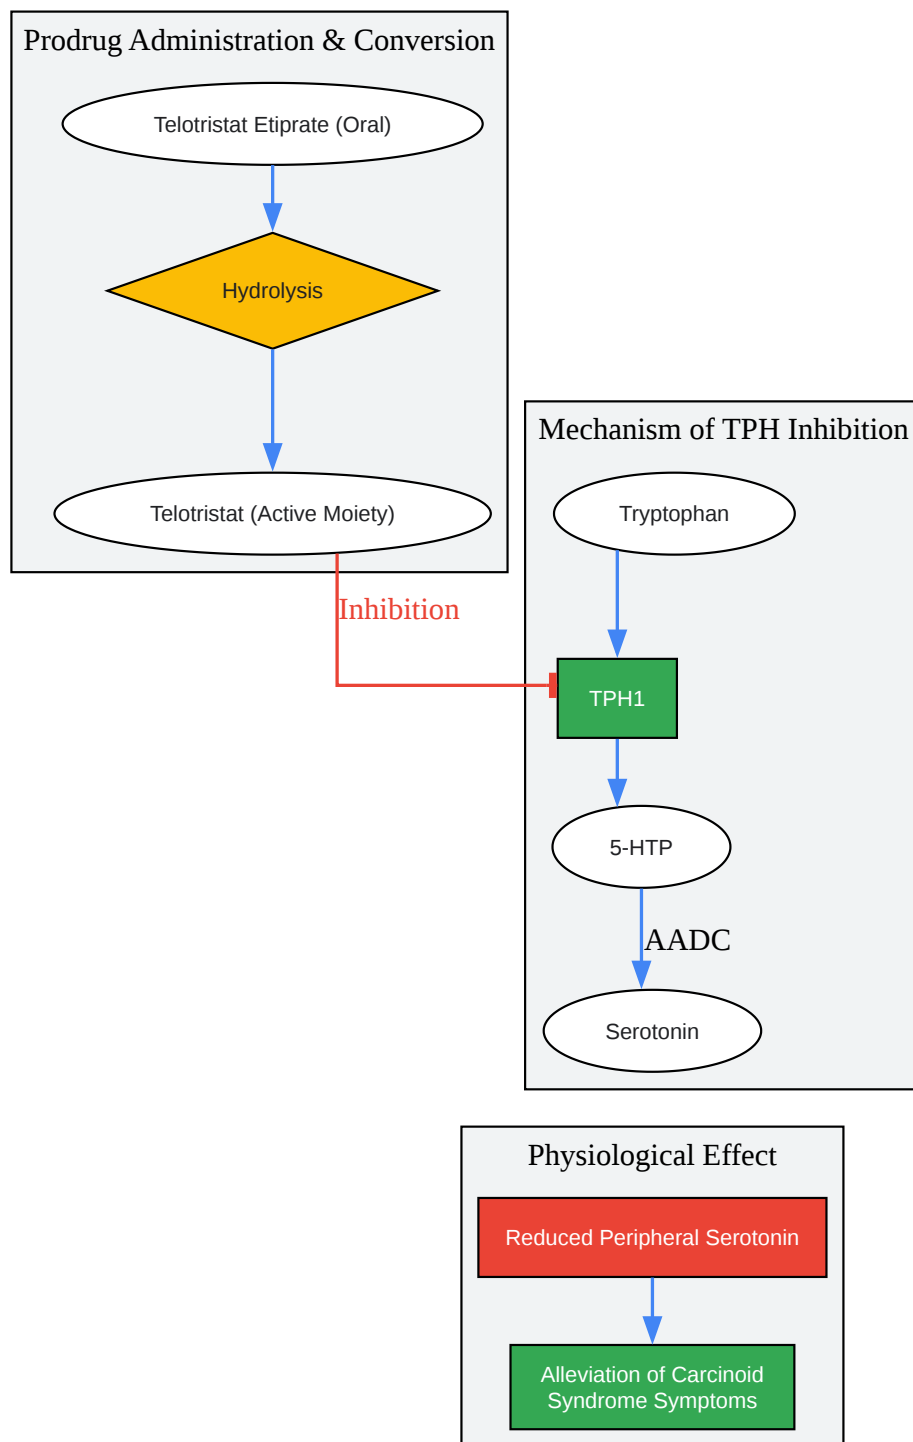 Prodrug Administration & Conversion
Telotristat Etiprate (Oral)
Hydrolysis
Telotristat (Active Moiety)
Inhibition
Mechanism of TPH Inhibition
Tryptophan
TPH1
5-HTP
AADC
Serotonin
Physiological Effect
Reduced Peripheral Serotonin
Alleviation of Carcinoid
Syndrome Symptoms